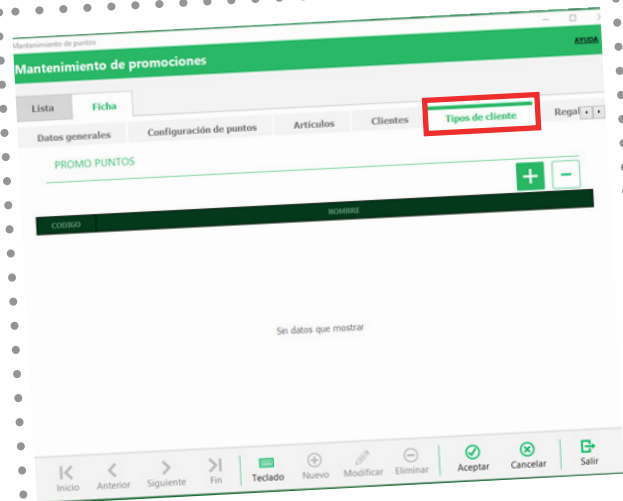 Mantenimiento de puntos
Mantenimiento de promociones
AYUDA
Lista Ficha
Datos generales Configuración de puntos Artículos Clientes Tipos de cliente Regal
PROMO PUNTOS
CODIGO NOMBRE
Sin datos que mostrar
Inicio Anterior Siguiente Fin Teclado Nuevo Modificar Eliminar Aceptar Cancelar Salir